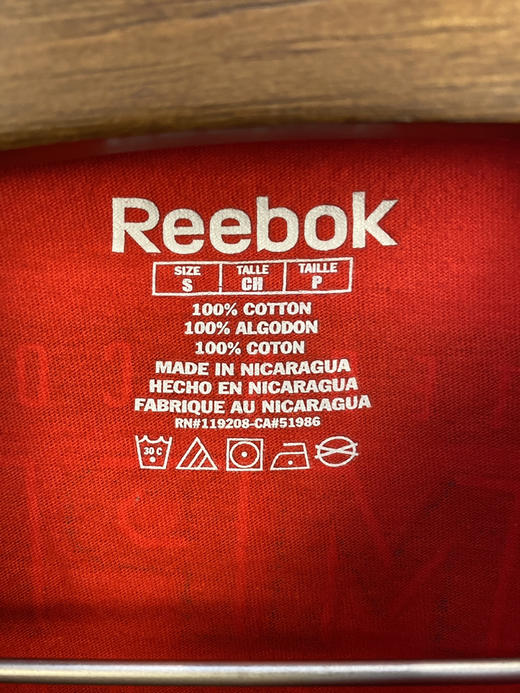 Reebok
SIZE TALLE TAILLE
S CH P
100% COTTON
100% ALGODON
100% COTON
MADE IN NICARAGUA
HECHO EN NICARAGUA
FABRIQUE AU NICARAGUA
RN#119208-CA#51986
30 C